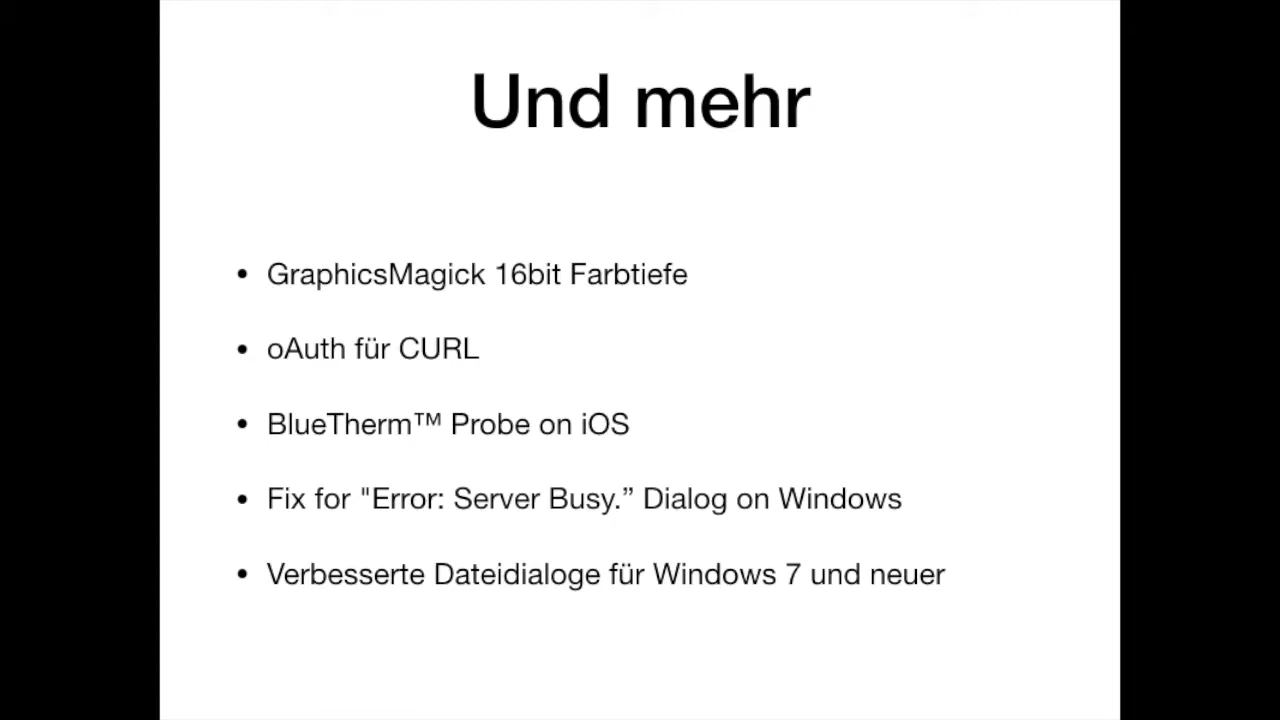 Und mehr
• GraphicsMagick 16bit Farbtiefe
• oAuth für CURL
• BlueTherm™ Probe on iOS
• Fix for "Error: Server Busy.” Dialog on Windows
• Verbesserte Dateidialoge für Windows 7 und neuer